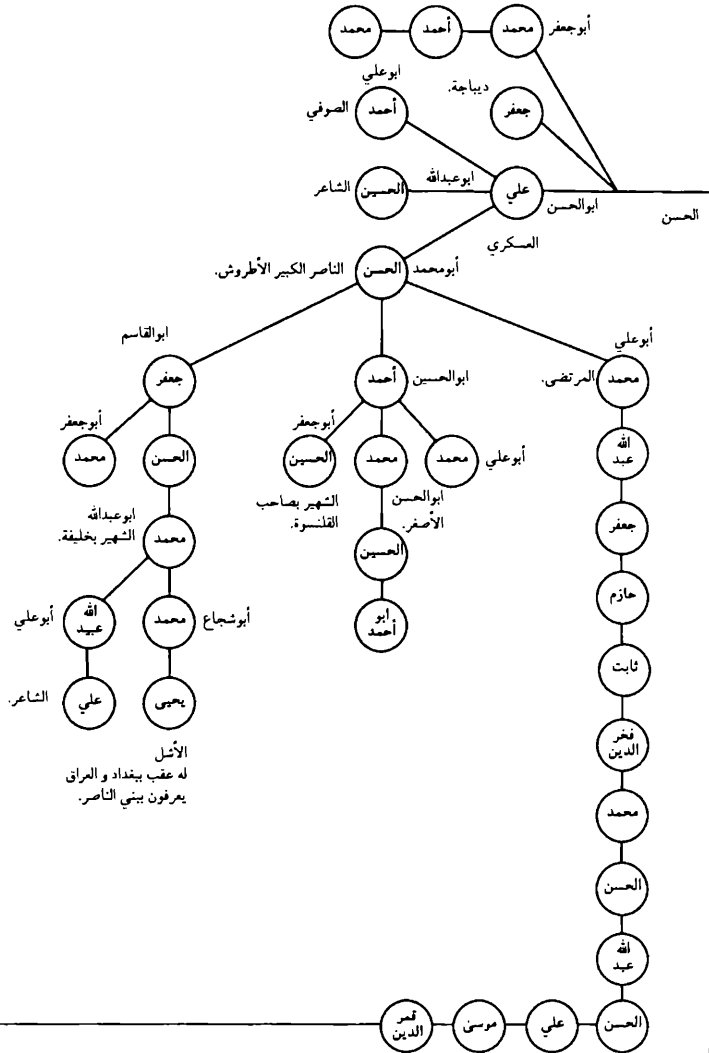 أبوجعفر
محمد
أحمد
محمد
ديباجة.
جعفر
ابوعلي
أحمد
الصوفي
الحسن
ابوالحسن
علي
العسكري
ابوعبدالله
الحسين
الشاعر
أبومحمد
الحسن
الناصر الكبير الأطروش.
أبوعلي
محمد
المرتضى.
ابوالحسين
أحمد
ابوالقاسم
جعفر
أبوعلي
محمد
محمد
ابوالحسن
الأصفر.
أبوجعفر
الحسين
الشهير بصاحب
القلنسوة.
الحسن
أبوجعفر
محمد
الله
عبد
جعفر
الحسين
ابوعبدالله
الشهير بخليفة.
محمد
حازم
ابو
أحمد
أبوشجاع
محمد
الله
عبيد
أبوعلي
ثابت
يحيى
علي
الشاعر.
الأشل
له عقب ببغداد و العراق
يعرفون ببني الناصر.
فخر
الدين
محمد
الحسن
الله
عبد
الحسن
علي
موسى
قمر
الدين